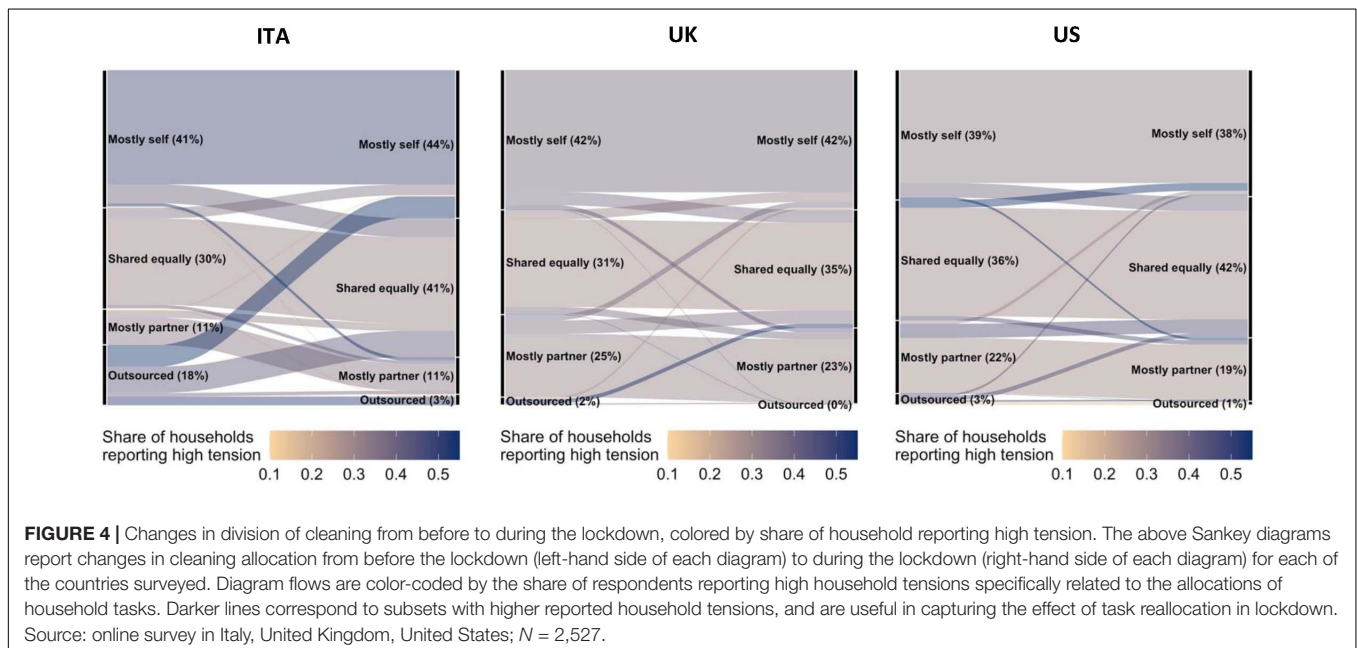 ITA
UK
US
Mostly self (41%)
Mostly self (44%)
Shared equally (30%)
Shared equally (41%)
Mostly partner (11%)
Mostly partner (11%)
Outsourced (18%)
Outsourced (3%)
Mostly self (42%)
Mostly self (42%)
Shared equally (31%)
Shared equally (35%)
Mostly partner (25%)
Mostly partner (23%)
Outsourced (2%)
Outsourced (0%)
Mostly self (39%)
Mostly self (38%)
Shared equally (36%)
Shared equally (42%)
Mostly partner (22%)
Mostly partner (19%)
Outsourced (3%)
Outsourced (1%)
Share of households
reporting high tension
0.1 0.2 0.3 0.4 0.5
Share of households
reporting high tension
0.1 0.2 0.3 0.4 0.5
Share of households
reporting high tension
0.1 0.2 0.3 0.4 0.5
FIGURE 4 | Changes in division of cleaning from before to during the lockdown, colored by share of household reporting high tension. The above Sankey diagrams
report changes in cleaning allocation from before the lockdown (left-hand side of each diagram) to during the lockdown (right-hand side of each diagram) for each of
the countries surveyed. Diagram flows are color-coded by the share of respondents reporting high household tensions specifically related to the allocations of
household tasks. Darker lines correspond to subsets with higher reported household tensions, and are useful in capturing the effect of task reallocation in lockdown.
Source: online survey in Italy, United Kingdom, United States; N = 2,527.